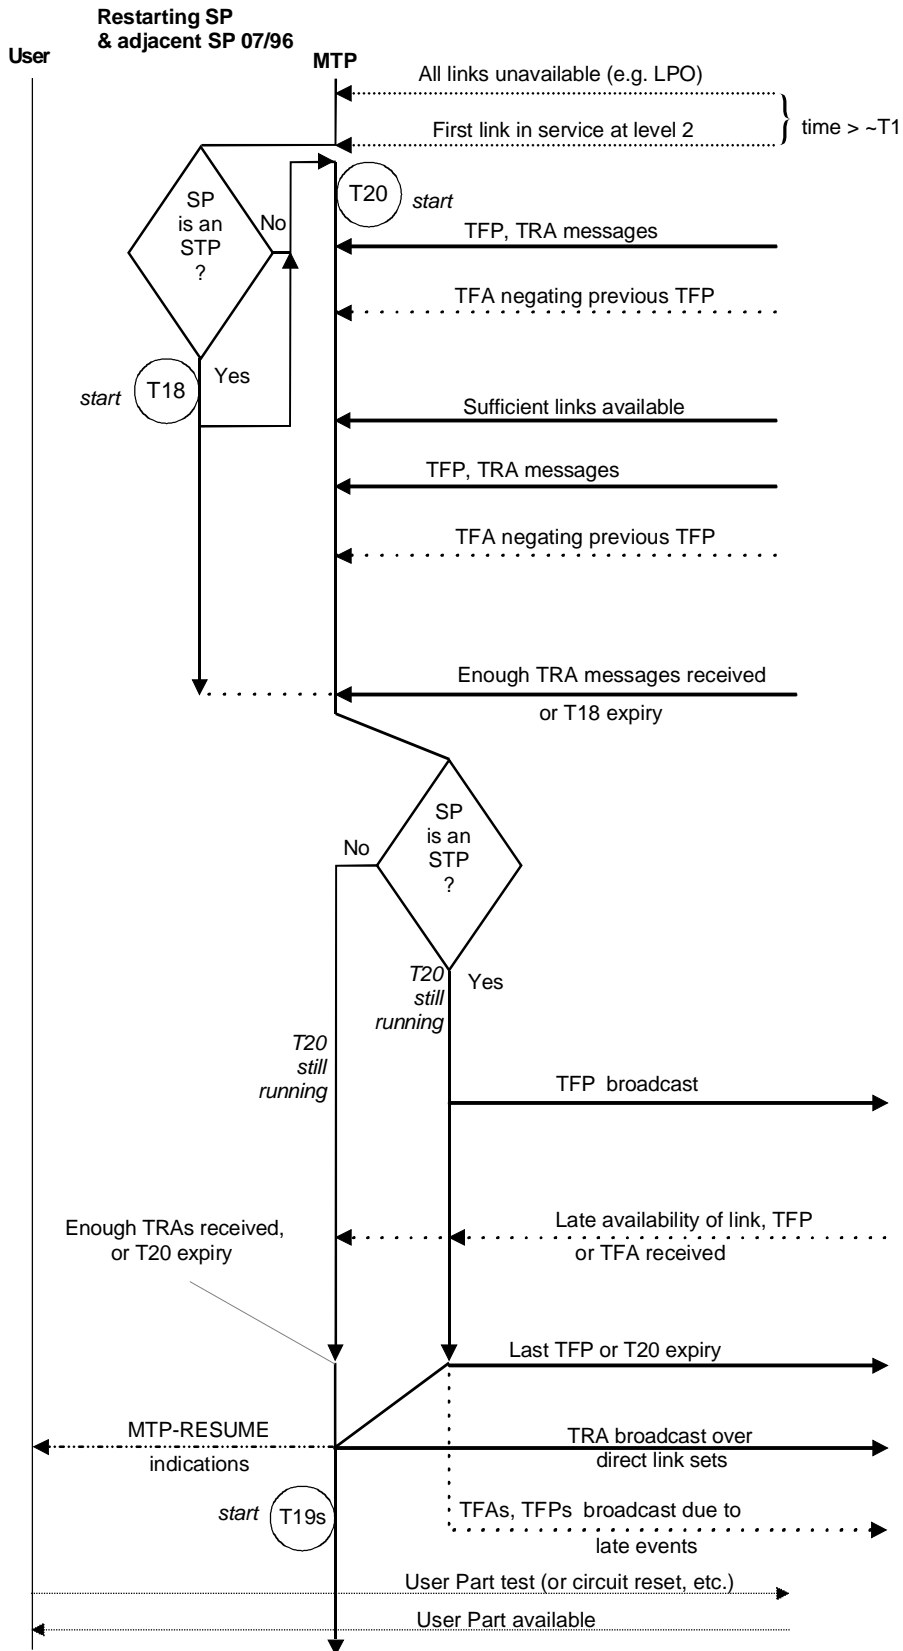 Restarting SP
& adjacent SP 07/96
User
MTP
All links unavailable (e.g. LPO)
time > ~T1
First link in service at level 2
SP
is an
STP
?
No
T20
start
TFP, TRA messages
TFA negating previous TFP
Yes
start
T18
Sufficient links available
TFP, TRA messages
TFA negating previous TFP
Enough TRA messages received
or T18 expiry
SP
is an
STP
?
No
T20
still
running
Yes
T20
still
running
TFP broadcast
Enough TRAs received,
or T20 expiry
Late availability of link, TFP
or TFA received
Last TFP or T20 expiry
MTP-RESUME
indications
TRA broadcast over
direct link sets
start
T19s
TFAs, TFPs broadcast due to
late events
User Part test (or circuit reset, etc.)
User Part available